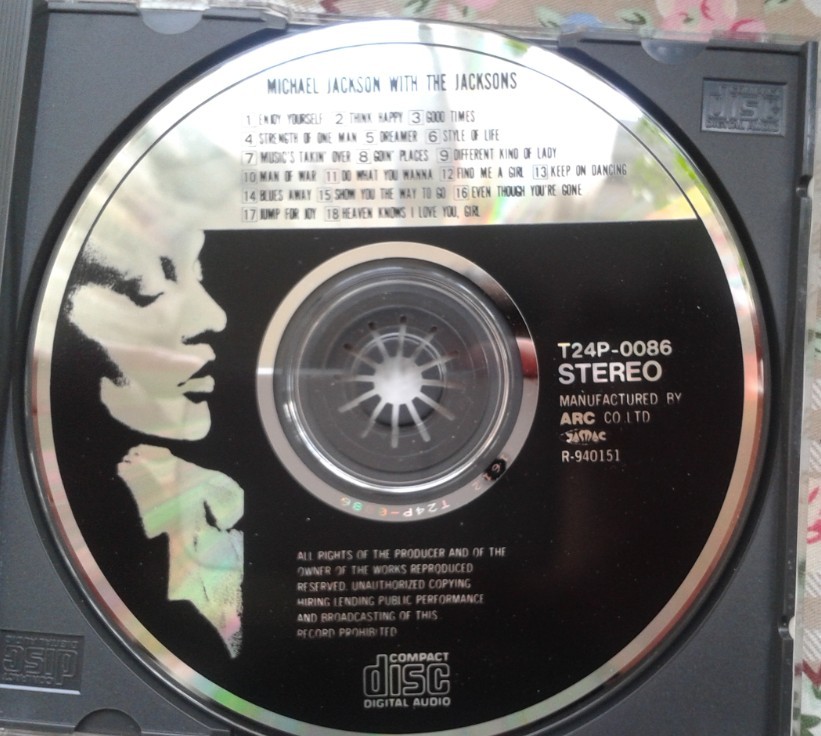 MICHAEL JACKSON WITH THE JACKSONS
1 ENJOY YOURSELF 2 THINK HAPPY 3 GOOD TIMES
4 STRENGTH OF ONE MAN 5 DREAMER 6 STYLE OF LIFE
7 MUSIC'S TAKIN' OVER 8 GOIN' PLACES 9 DIFFERENT KIND OF LADY
10 MAN OF WAR 11 DO WHAT YOU WANNA 12 FIND ME A GIRL 13 KEEP ON DANCING
14 BLUES AWAY 15 SHOW YOU THE WAY TO GO 16 EVEN THOUGH YOU'RE GONE
17 JUMP FOR JOY 18 HEAVEN KNOWS I LOVE YOU, GIRL
disc
DIGITAL AUDIO
T24P-0086
STEREO
MANUFACTURED BY
ARC CO.LTD
R-940151
T24P-0086
ALL RIGHTS OF THE PRODUCER AND OF THE
OWNER OF THE WORKS REPRODUCED
RESERVED. UNAUTHORIZED COPYING
HIRING LENDING PUBLIC PERFORMANCE
AND BROADCASTING OF THIS
RECORD PROHIBITED
COMPACT
disc
DIGITAL AUDIO
disc